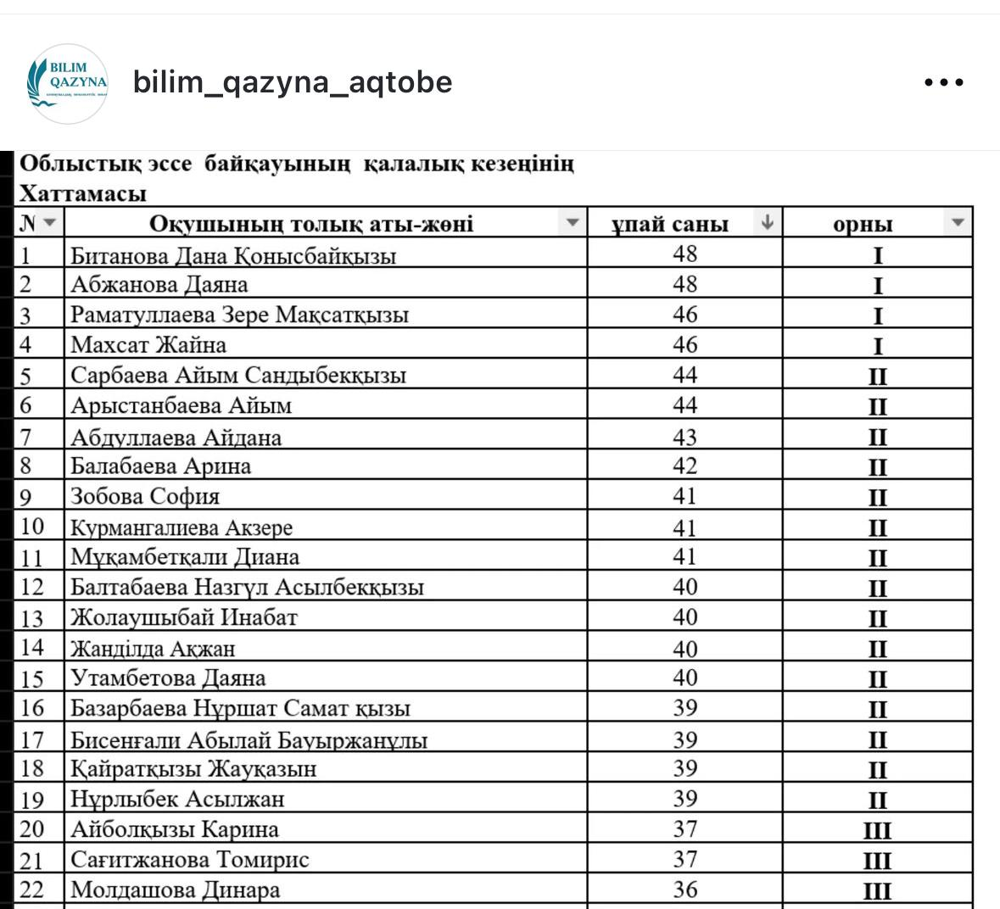 BILIM
QAZYNA
bilim_qazyna_aqtobe
Облыстық эссе байқауының қалалық кезеңінің
Хаттамасы
№ Оқушының толық аты-жөні ұпай саны орны
1 Битанова Дана Қонысбайқызы 48 I
2 Абжанова Даяна 48 I
3 Раматуллаева Зере Мақсатқызы 46 I
4 Махсат Жайна 46 I
5 Сарбаева Айым Сандыбекқызы 44 II
6 Арыстанбаева Айым 44 II
7 Абдуллаева Айдана 43 II
8 Балабаева Арина 42 II
9 Зобова София 41 II
10 Курмангалиева Акзере 41 II
11 Мұқамбетқали Диана 41 II
12 Балтабаева Назгүл Асылбекқызы 40 II
13 Жолаушыбай Инабат 40 II
14 Жанділда Ақжан 40 II
15 Утамбетова Даяна 40 II
16 Базарбаева Нұршат Самат қызы 39 II
17 Бисенғали Абылай Бауыржанұлы 39 II
18 Қайратқызы Жауқазын 39 II
19 Нұрлыбек Асылжан 39 II
20 Айболқызы Карина 37 III
21 Сағитжанова Томирис 37 III
22 Молдашова Динара 36 III